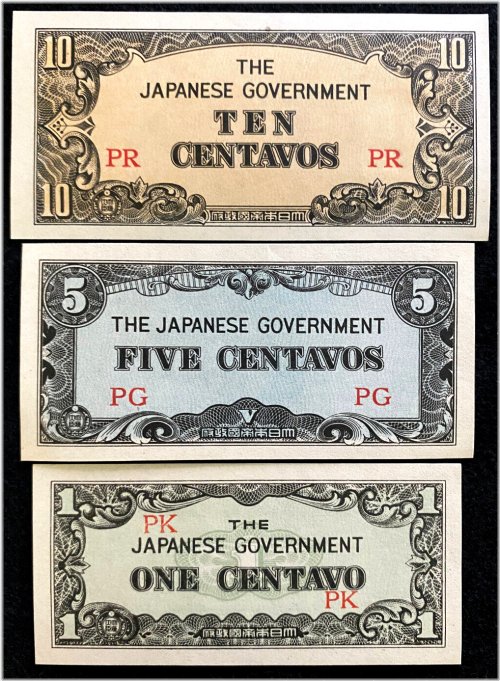 10 10
THE
JAPANESE GOVERNMENT
TEN
PR CENTAVOS PR
10 10
大日本帝國政府
5 5
THE JAPANESE GOVERNMENT
FIVE CENTAVOS
PG PG
V
大日本帝國政府
1 1
PK THE
JAPANESE GOVERNMENT
ONE CENTAVO
PK
1 1
大日本帝國政府